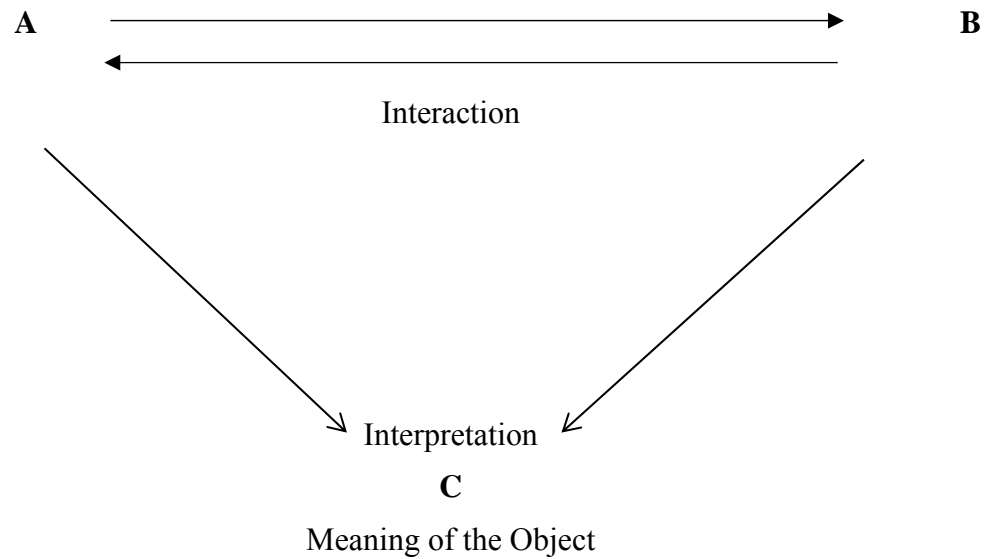 A B
Interaction
Interpretation
C
Meaning of the Object